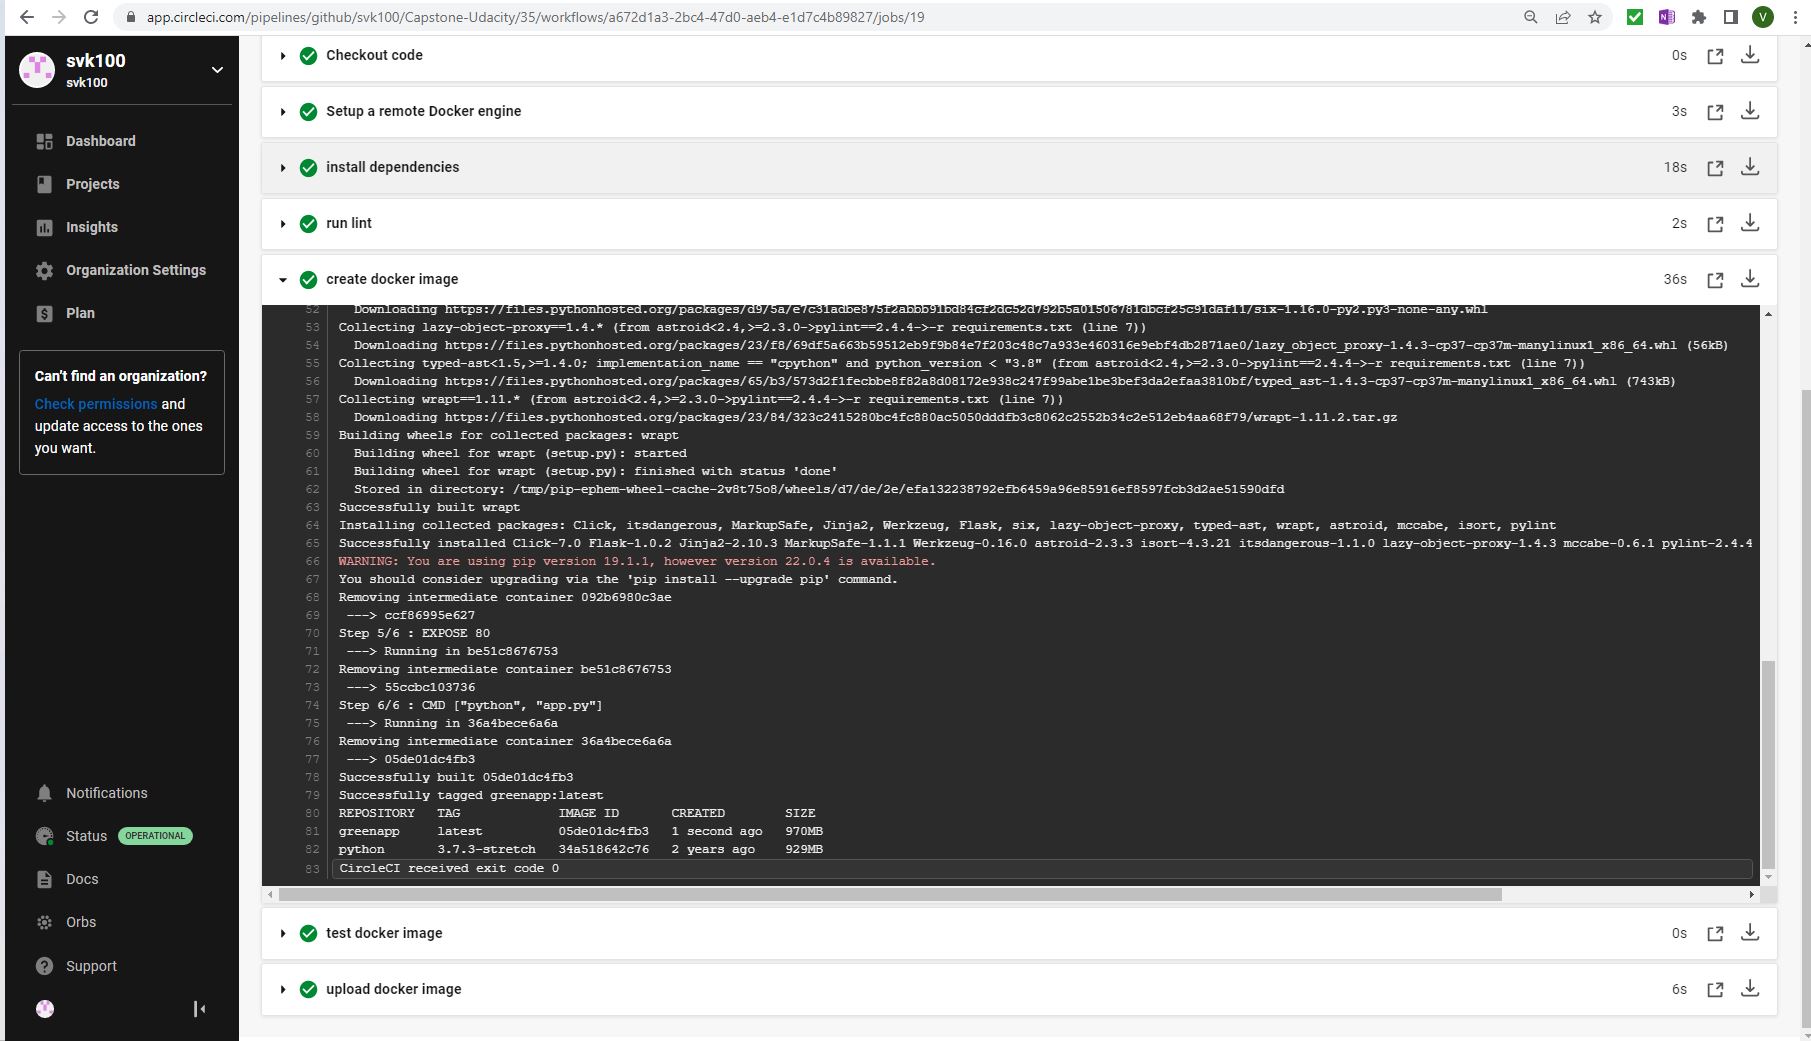 app.circleci.com/pipelines/github/svk100/Capstone-Udacity/35/workflows/a672d1a3-2bc4-47d0-aeb4-e1d7c4b89827/jobs/19
V
svk100
svk100
Dashboard
Projects
Insights
Organization Settings
Plan
Can't find an organization?
Check permissions and
update access to the ones
you want.
Notifications
Status OPERATIONAL
Docs
Orbs
Support
Checkout code 0s
Setup a remote Docker engine 3s
install dependencies 18s
run lint 2s
create docker image 36s
52 Downloading https://files.pythonhosted.org/packages/d9/5a/e7c31adbe875f2abbb91bd84cf2dc52d792b5a01506781dbcf25c91daf11/six-1.16.0-py2.py3-none-any.whl
53 Collecting lazy-object-proxy==1.4.* (from astroid<2.4,>=2.3.0->pylint==2.4.4->-r requirements.txt (line 7))
54 Downloading https://files.pythonhosted.org/packages/23/f8/69df5a663b59512eb9f9b84e7f203c48c7a933e460316e9ebf4db2871ae0/lazy_object_proxy-1.4.3-cp37-cp37m-manylinux1_x86_64.whl (56kB)
55 Collecting typed-ast<1.5,>=1.4.0; implementation_name == "cpython" and python_version < "3.8" (from astroid<2.4,>=2.3.0->pylint==2.4.4->-r requirements.txt (line 7))
56 Downloading https://files.pythonhosted.org/packages/65/b3/573d2f1fecbbe8f82a8d08172e938c247f99abe1be3bef3da2efaa3810bf/typed_ast-1.4.3-cp37-cp37m-manylinux1_x86_64.whl (743kB)
57 Collecting wrapt==1.11.* (from astroid<2.4,>=2.3.0->pylint==2.4.4->-r requirements.txt (line 7))
58 Downloading https://files.pythonhosted.org/packages/23/84/323c2415280bc4fc880ac5050dddfb3c8062c2552b34c2e512eb4aa68f79/wrapt-1.11.2.tar.gz
59 Building wheels for collected packages: wrapt
60 Building wheel for wrapt (setup.py): started
61 Building wheel for wrapt (setup.py): finished with status 'done'
62 Stored in directory: /tmp/pip-ephem-wheel-cache-2v8t75o8/wheels/d7/de/2e/efa132238792efb6459a96e85916ef8597fcb3d2ae51590dfd
63 Successfully built wrapt
64 Installing collected packages: Click, itsdangerous, MarkupSafe, Jinja2, Werkzeug, Flask, six, lazy-object-proxy, typed-ast, wrapt, astroid, mccabe, isort, pylint
65 Successfully installed Click-7.0 Flask-1.0.2 Jinja2-2.10.3 MarkupSafe-1.1.1 Werkzeug-0.16.0 astroid-2.3.3 isort-4.3.21 itsdangerous-1.1.0 lazy-object-proxy-1.4.3 mccabe-0.6.1 pylint-2.4.4
66 WARNING: You are using pip version 19.1.1, however version 22.0.4 is available.
67 You should consider upgrading via the 'pip install --upgrade pip' command.
68 Removing intermediate container 092b6980c3ae
69 ---> ccf86995e627
70 Step 5/6 : EXPOSE 80
71 ---> Running in be51c8676753
72 Removing intermediate container be51c8676753
73 ---> 55ccbc103736
74 Step 6/6 : CMD ["python", "app.py"]
75 ---> Running in 36a4bece6a6a
76 Removing intermediate container 36a4bece6a6a
77 ---> 05de01dc4fb3
78 Successfully built 05de01dc4fb3
79 Successfully tagged greenapp:latest
80 REPOSITORY TAG IMAGE ID CREATED SIZE
81 greenapp latest 05de01dc4fb3 1 second ago 970MB
82 python 3.7.3-stretch 34a518642c76 2 years ago 929MB
83 CircleCI received exit code 0
test docker image 0s
upload docker image 6s